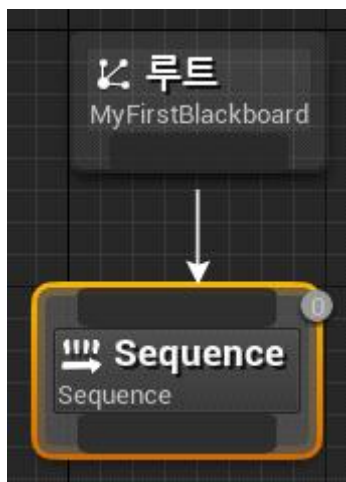 루트
MyFirstBlackboard
0
Sequence
Sequence